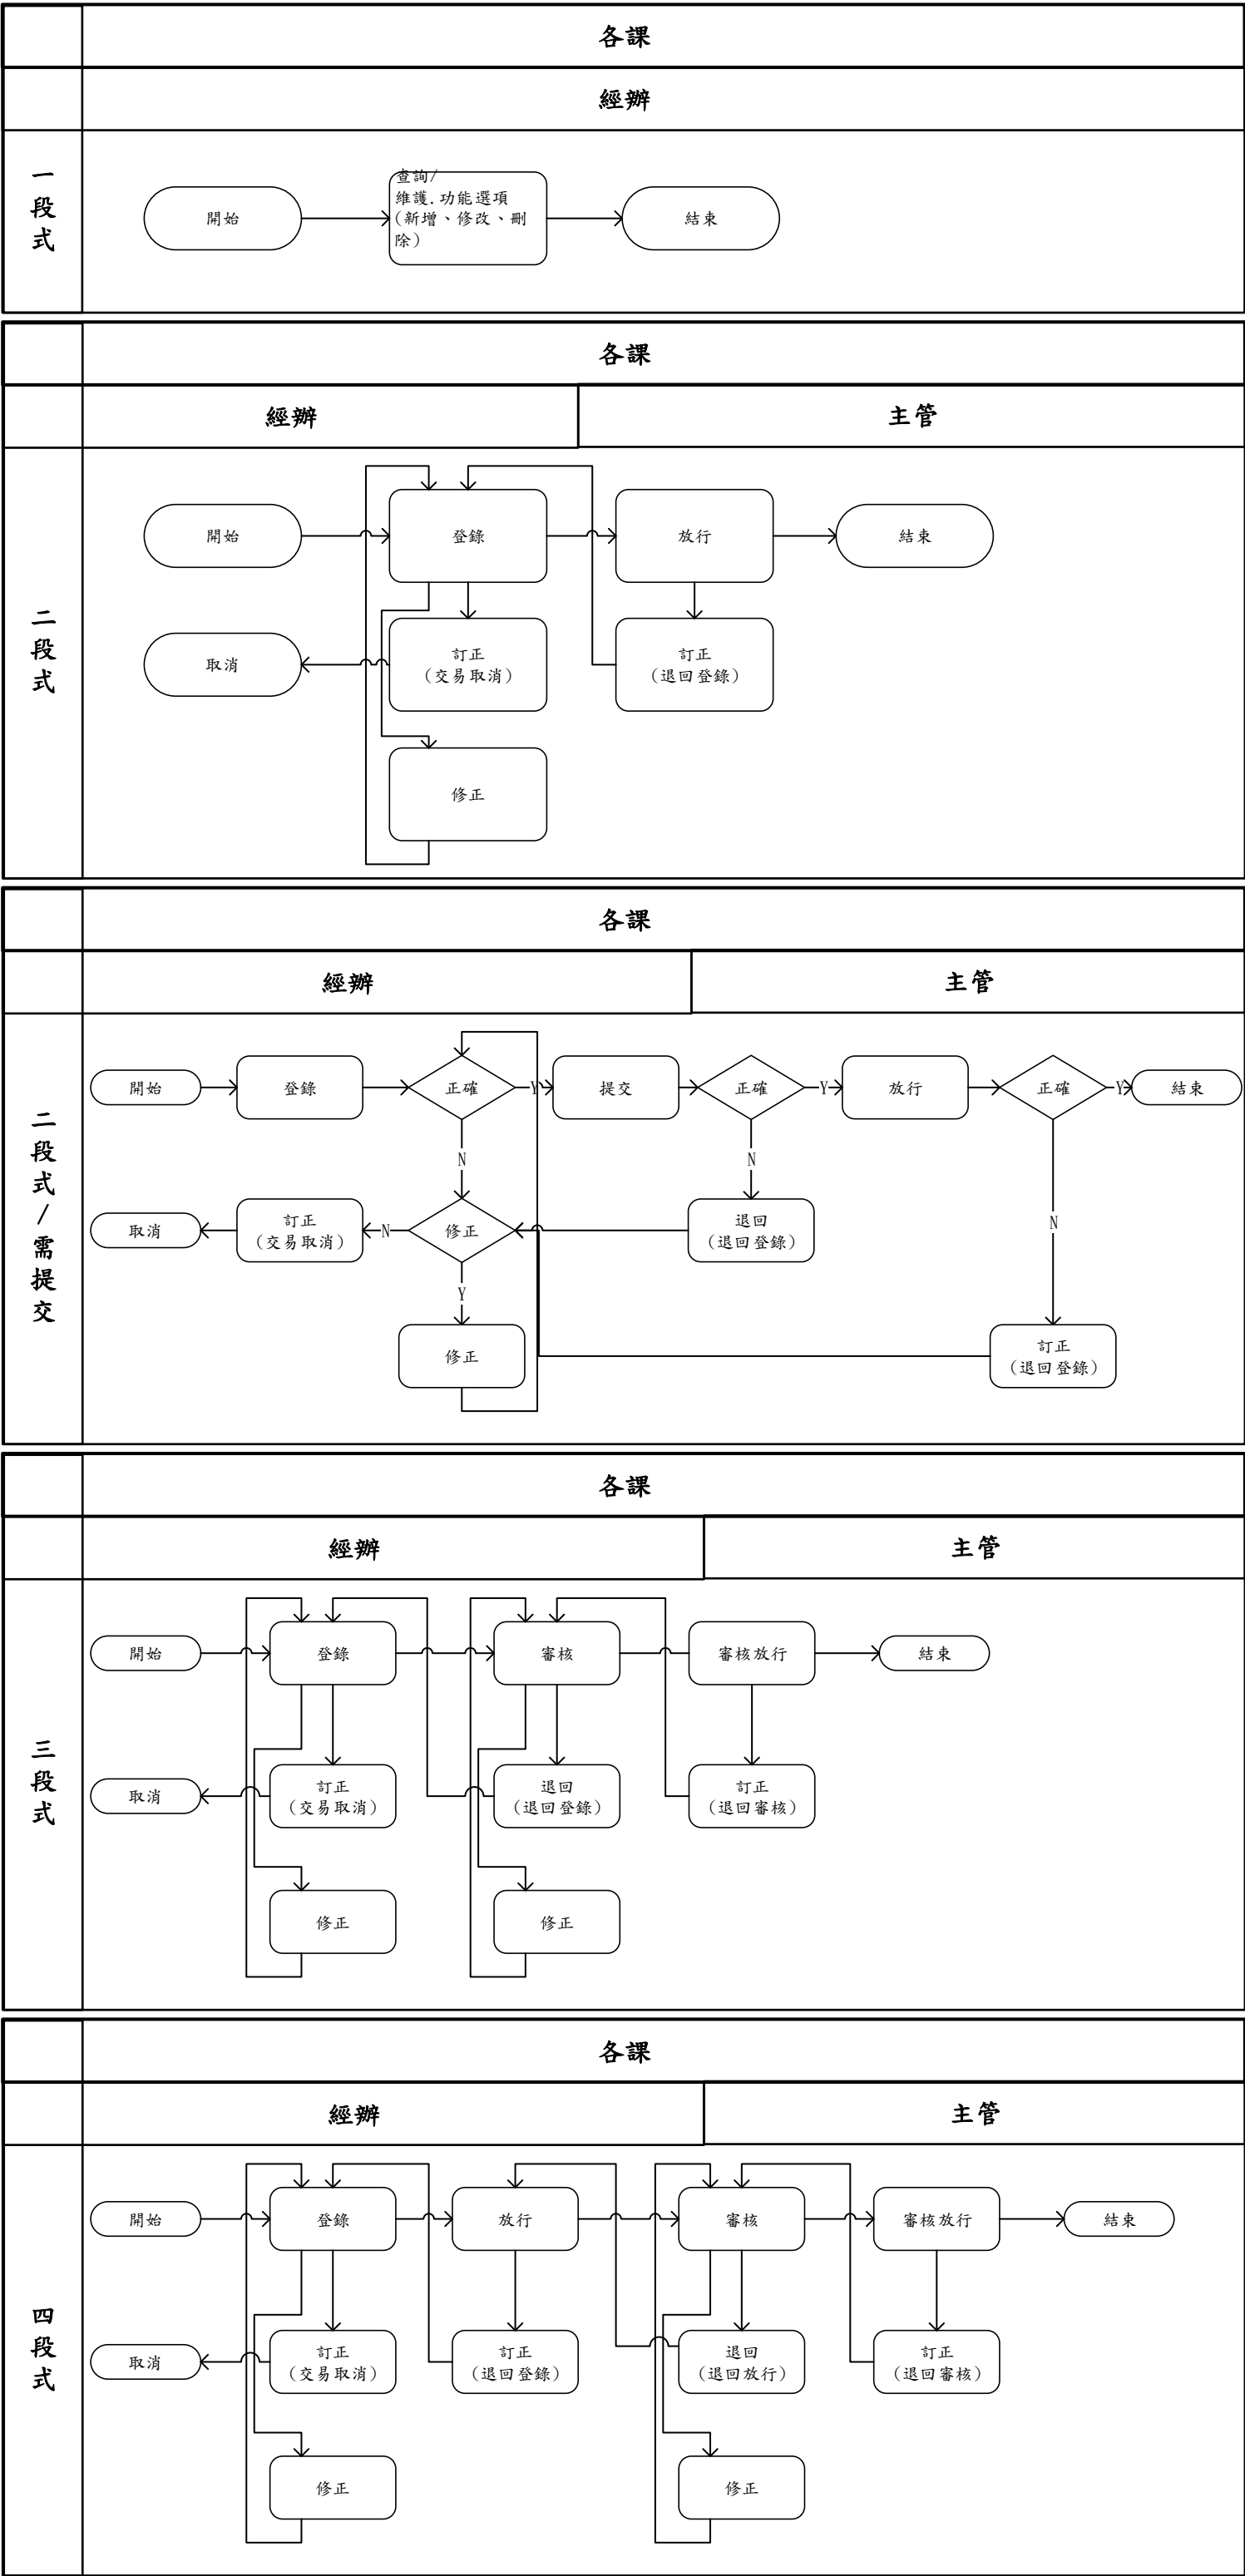 各課
經辦
一段式
開始
查詢/
維護.功能選項
(新增、修改、刪
除)
結束
各課
經辦
主管
二段式
開始
登錄
放行
結束
取消
訂正
(交易取消)
訂正
(退回登錄)
修正
各課
經辦
主管
二段式/需提交
開始
登錄
正確
Y
提交
正確
Y
放行
正確
Y
結束
N
N
N
取消
訂正
(交易取消)
N
修正
退回
(退回登錄)
Y
修正
訂正
(退回登錄)
各課
經辦
主管
三段式
開始
登錄
審核
審核放行
結束
取消
訂正
(交易取消)
退回
(退回登錄)
訂正
(退回審核)
修正
修正
各課
經辦
主管
四段式
開始
登錄
放行
審核
審核放行
結束
取消
訂正
(交易取消)
訂正
(退回登錄)
退回
(退回放行)
訂正
(退回審核)
修正
修正